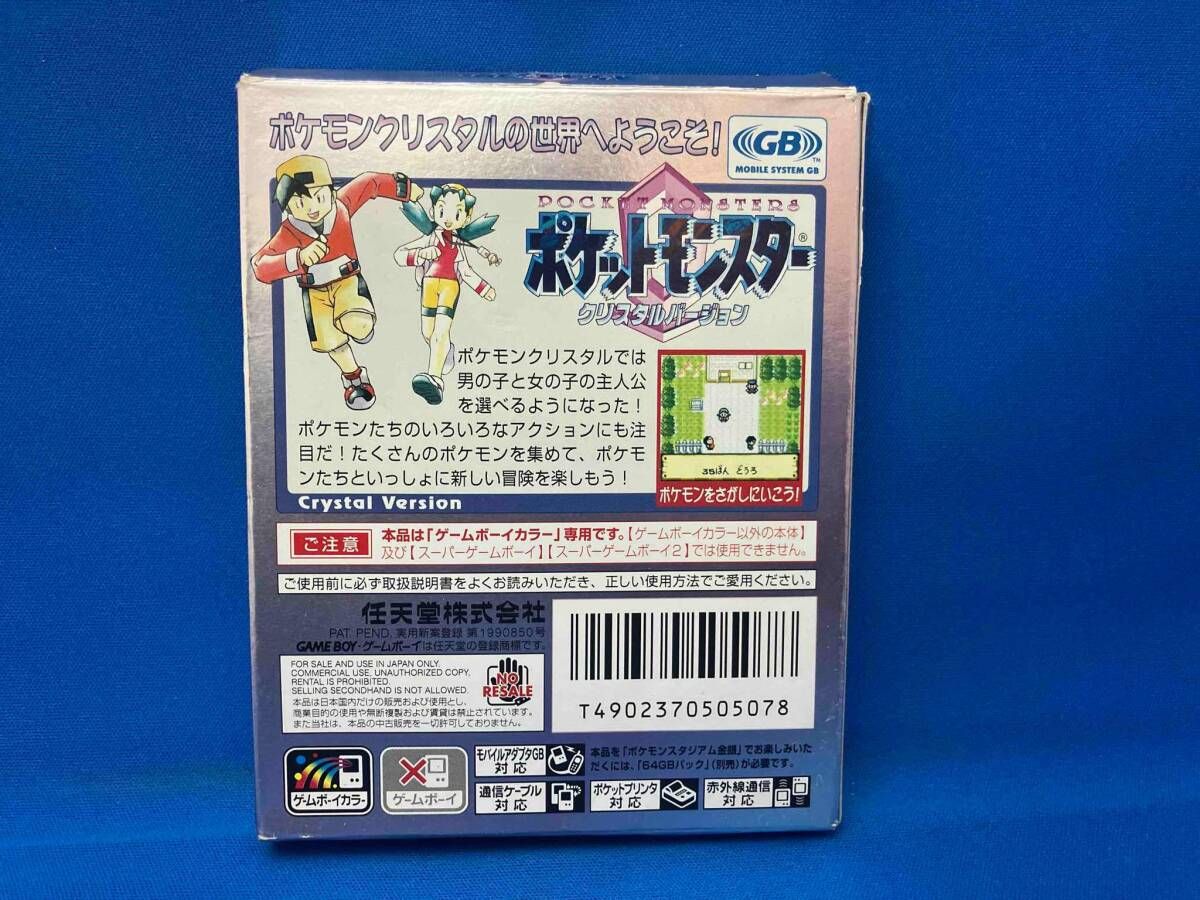 ポケモンクリスタルの世界へようこそ!
GB
TM
MOBILE SYSTEM GB
POCKET MONSTERS
ポケットモンスター®
クリスタルバージョン
ポケモンクリスタルでは
男の子と女の子の主人公
を選べるようになった!
ポケモンたちのいろいろなアクションにも注
目だ!たくさんのポケモンを集めて、ポケモ
ンたちといっしょに新しい冒険を楽しもう!
35ばん どうろ
ポケモンをさがしにいこう!
Crystal Version
ご注意
本品は「ゲームボーイカラー」専用です。【ゲームボーイカラー以外の本体】
及び【スーパーゲームボーイ】【スーパーゲームボーイ2】では使用できません。
ご使用前に必ず取扱説明書をよくお読みいただき、正しい使用方法でご愛用ください。
任天堂株式会社
PAT. PEND. 実用新案登録 第1990850号
GAME BOY・ゲームボーイは任天堂の登録商標です。
FOR SALE AND USE IN JAPAN ONLY.
COMMERCIAL USE, UNAUTHORIZED COPY,
RENTAL IS PROHIBITED.
SELLING SECONDHAND IS NOT ALLOWED.
本品は日本国内だけの販売および使用とし、
商業目的の使用や無断複製および賃貸は禁止されています。
また当社は、本品の中古販売を一切許可しておりません。
NO
RESALE
T4902370505078
ゲームボーイカラー
ゲームボーイ
モバイルアダプタGB
対応
通信ケーブル
対応
本品を「ポケモンスタジアム金銀」でお楽しみいた
だくには、「64GBパック」(別売)が必要です。
ポケットプリンタ
対応
赤外線通信
対応